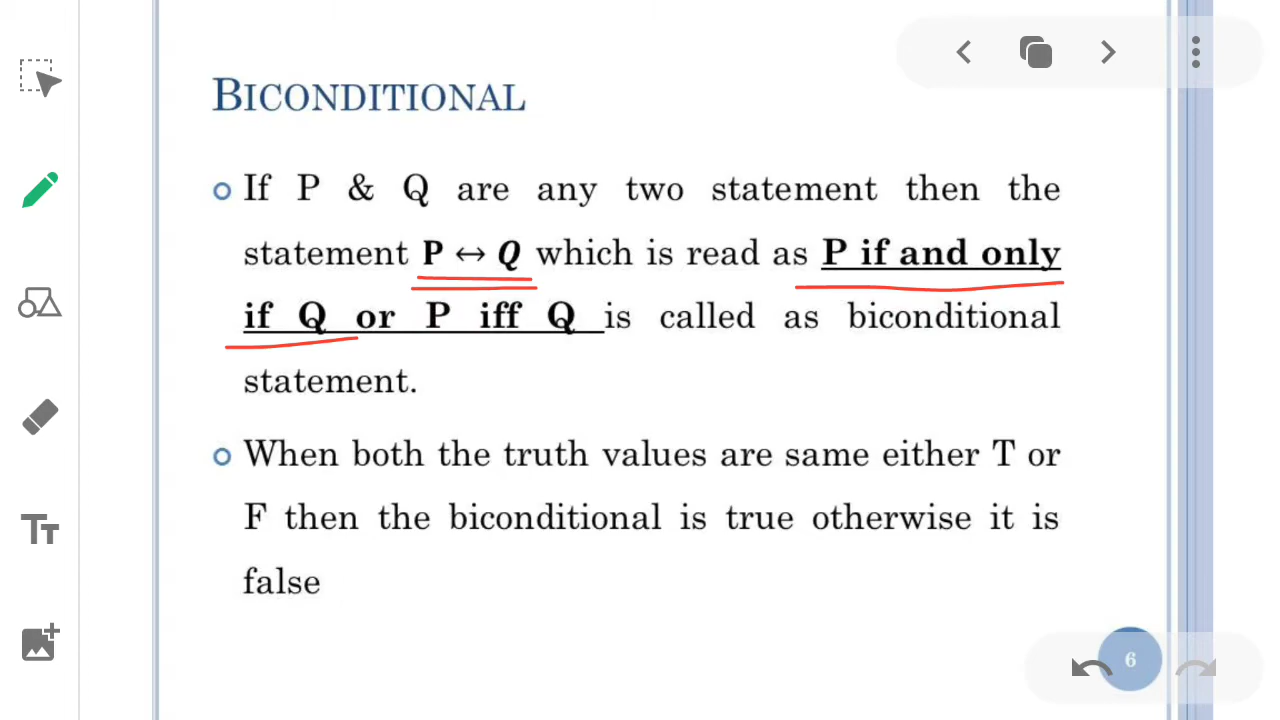 BICONDITIONAL
If P & Q are any two statement then the
statement P ↔ Q which is read as P if and only
if Q or P iff Q is called as biconditional
statement.
When both the truth values are same either T or
F then the biconditional is true otherwise it is
false
Tт
6